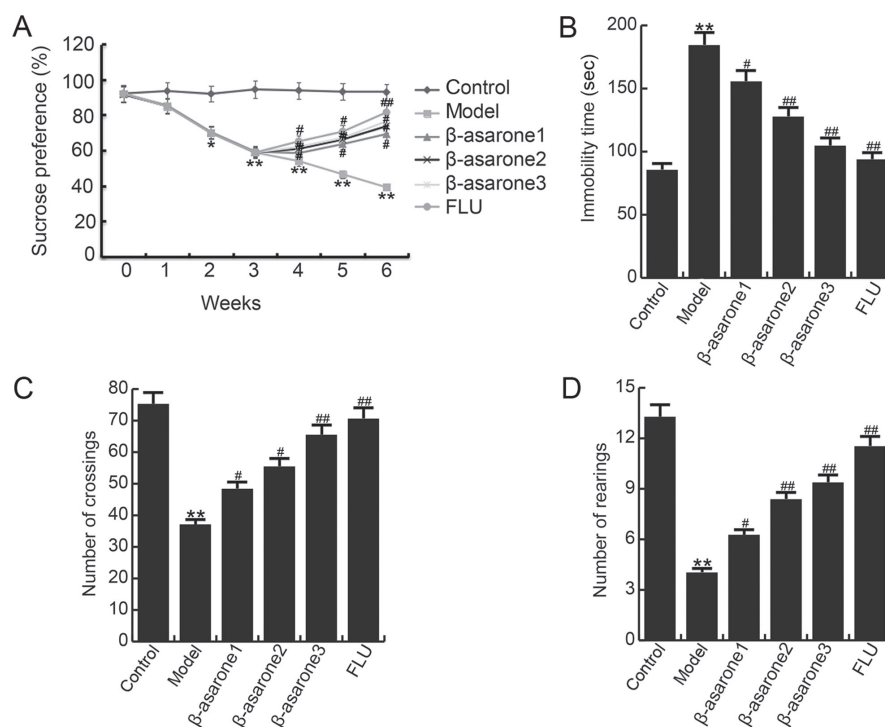 A
Sucrose preference (%)
120
100
80
60
40
20
0
0 1 2 3 4 5 6
Weeks
* ** ** ** **
# # # # # # # # ##
Control
Model
β-asarone1
β-asarone2
β-asarone3
FLU
B
Immobility time (sec)
200
150
100
50
0
** # ## ## ##
Control Model β-asarone1 β-asarone2 β-asarone3 FLU
C
Number of crossings
80
70
60
50
40
30
20
10
0
** # # ## ##
Control Model β-asarone1 β-asarone2 β-asarone3 FLU
D
Number of rearings
15
12
9
6
3
0
** # ## ## ##
Control Model β-asarone1 β-asarone2 β-asarone3 FLU